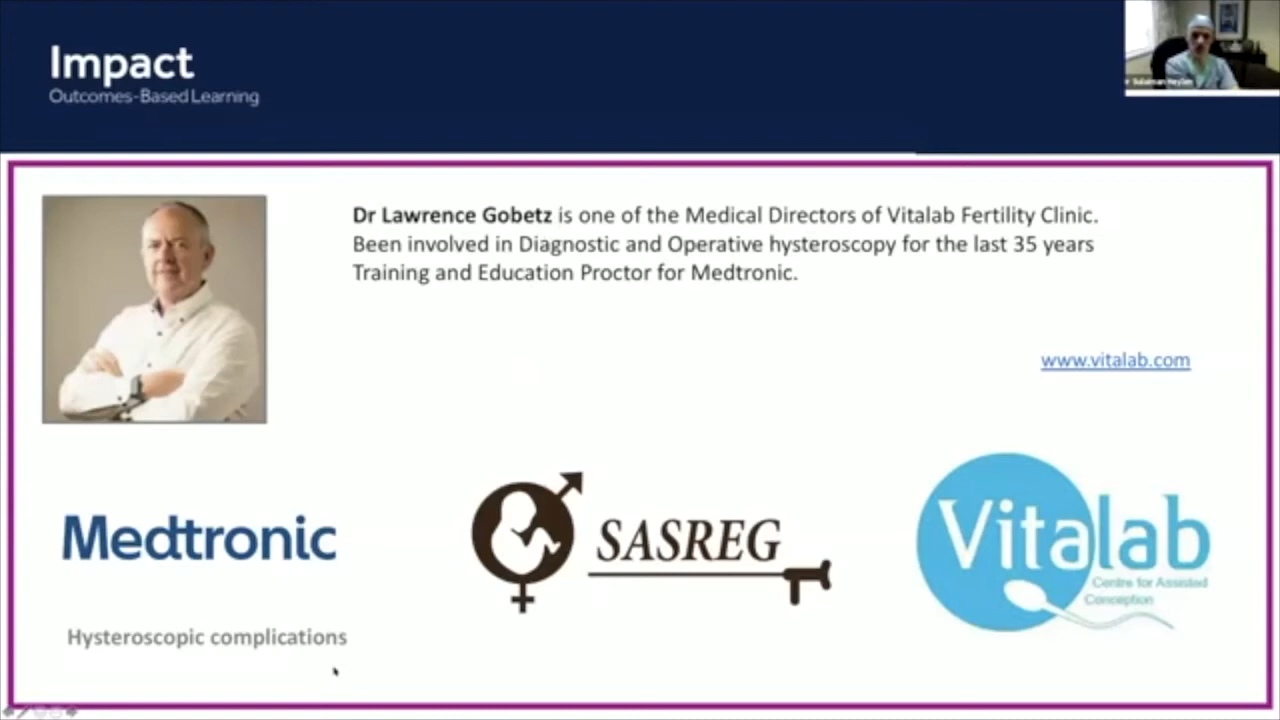 Impact
Outcomes-Based Learning
Dr Lawrence Gobetz is one of the Medical Directors of Vitalab Fertility Clinic.
Been involved in Diagnostic and Operative hysteroscopy for the last 35 years
Training and Education Proctor for Medtronic.
www.vitalab.com
Medtronic
SASREG
Vitalab
Centre for Assisted
Conception
Hysteroscopic complications